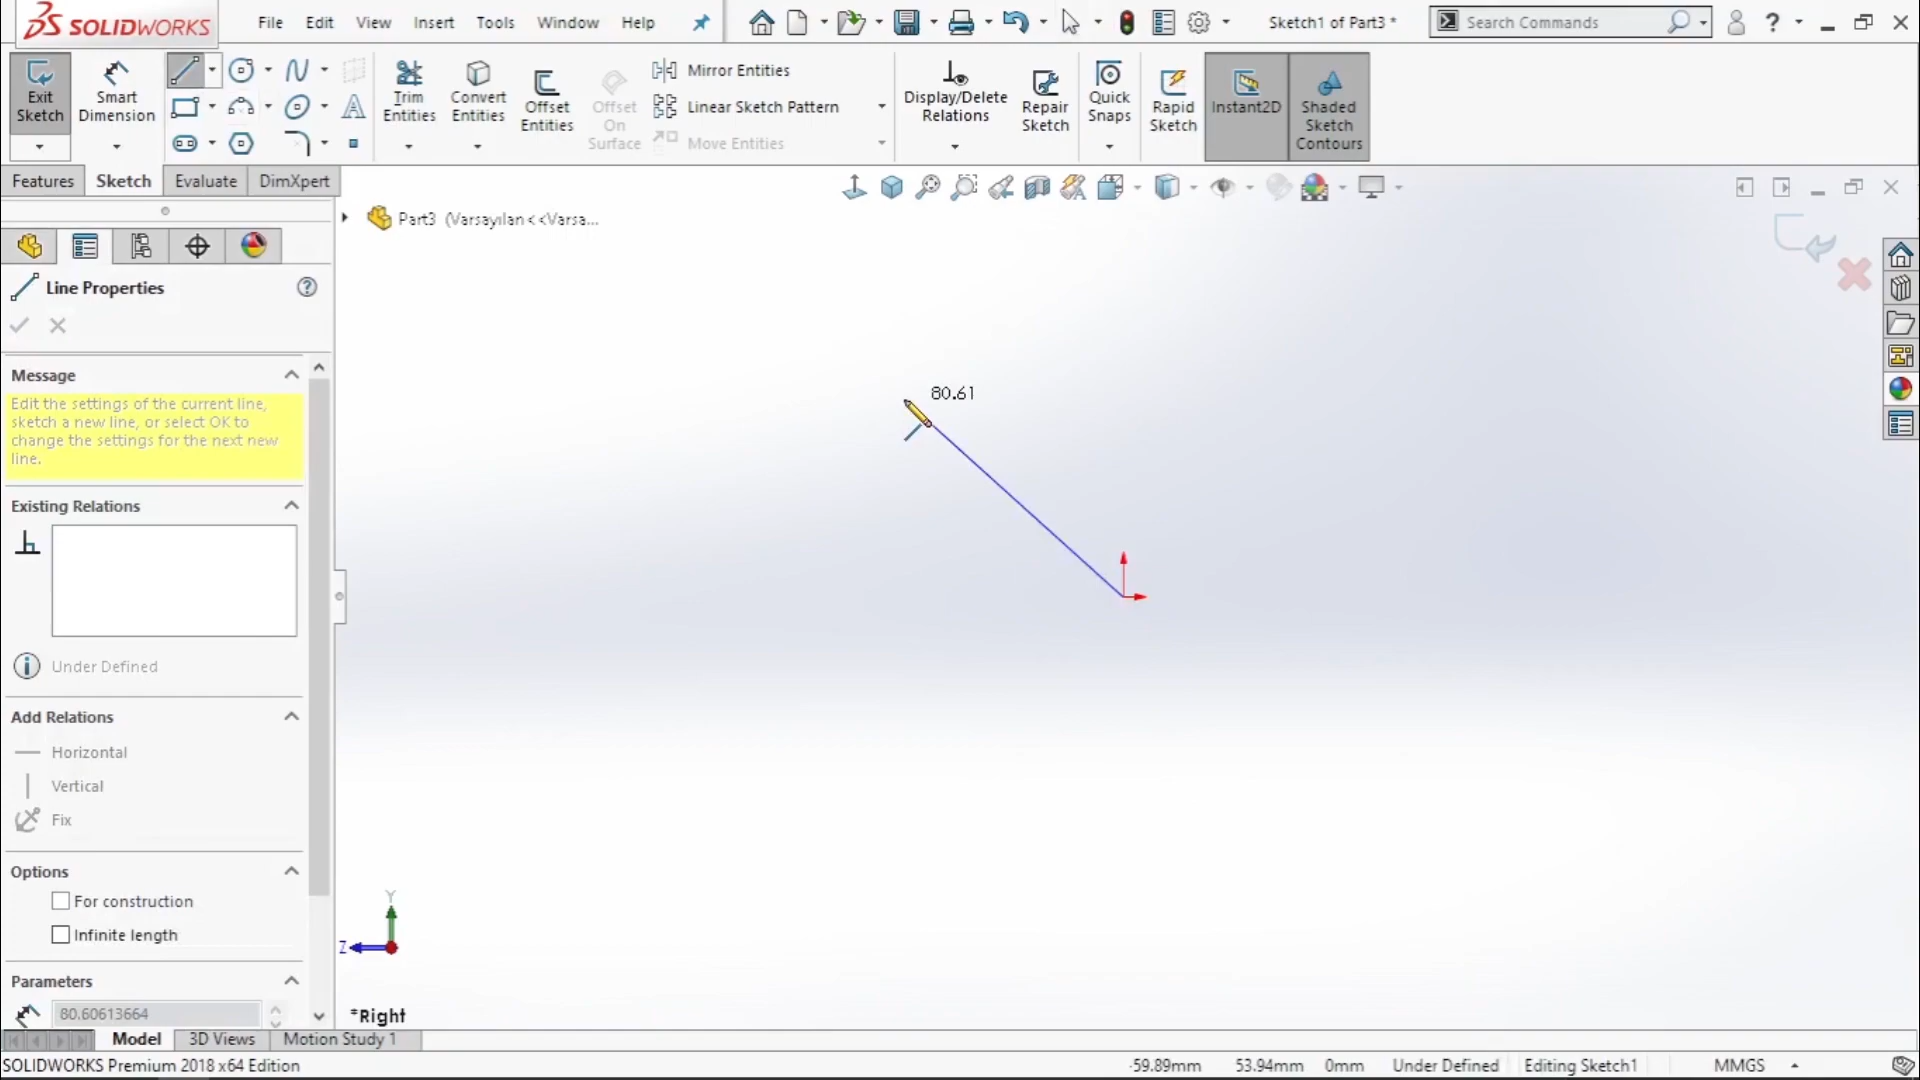 SOLIDWORKS
File Edit View Insert Tools Window Help
Sketch1 of Part3 *
Search Commands
?
Exit Sketch
Smart Dimension
Trim Entities
Convert Entities
Offset Entities
Offset On Surface
Mirror Entities
Linear Sketch Pattern
Move Entities
Display/Delete Relations
Repair Sketch
Quick Snaps
Rapid Sketch
Instant2D
Shaded Sketch Contours
Features Sketch Evaluate DimXpert
Part3 (Varsayılan<<Varsa...
Line Properties
Message
Edit the settings of the current line,
sketch a new line, or select OK to
change the settings for the next new
line.
Existing Relations
Under Defined
Add Relations
Horizontal
Vertical
Fix
Options
For construction
Infinite length
Parameters
80.60613664
80.61
Y
Z
*Right
Model 3D Views Motion Study 1
SOLIDWORKS Premium 2018 x64 Edition
-59.89mm 53.94mm 0mm Under Defined Editing Sketch1 MMGS